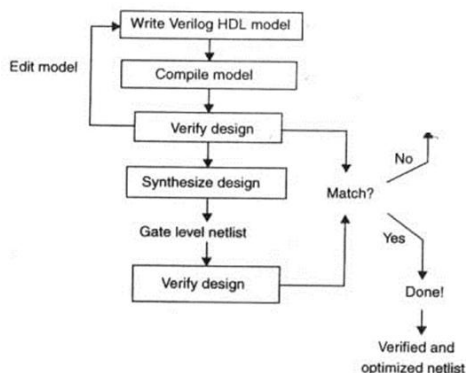 Write Verilog HDL model
Edit model
Compile model
Verify design
No
Synthesize design
Match?
Gate level netlist
Yes
Verify design
Done!
Verified and
optimized netlist